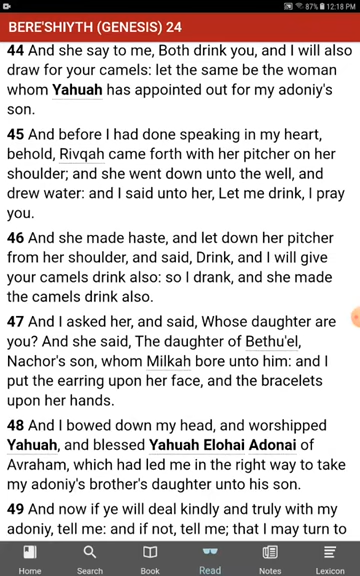 87% 12:18 PM
BERE'SHIYTH (GENESIS) 24
44 And she say to me, Both drink you, and I will also
draw for your camels: let the same be the woman
whom Yahuah has appointed out for my adoniy's
son.
45 And before I had done speaking in my heart,
behold, Rivqah came forth with her pitcher on her
shoulder; and she went down unto the well, and
drew water: and I said unto her, Let me drink, I pray
you.
46 And she made haste, and let down her pitcher
from her shoulder, and said, Drink, and I will give
your camels drink also: so I drank, and she made
the camels drink also.
47 And I asked her, and said, Whose daughter are
you? And she said, The daughter of Bethu'el,
Nachor's son, whom Milkah bore unto him: and I
put the earring upon her face, and the bracelets
upon her hands.
48 And I bowed down my head, and worshipped
Yahuah, and blessed Yahuah Elohai Adonai of
Avraham, which had led me in the right way to take
my adoniy's brother's daughter unto his son.
49 And now if ye will deal kindly and truly with my
adoniy, tell me: and if not, tell me; that I may turn to
Home Search Book Read Notes Lexicon